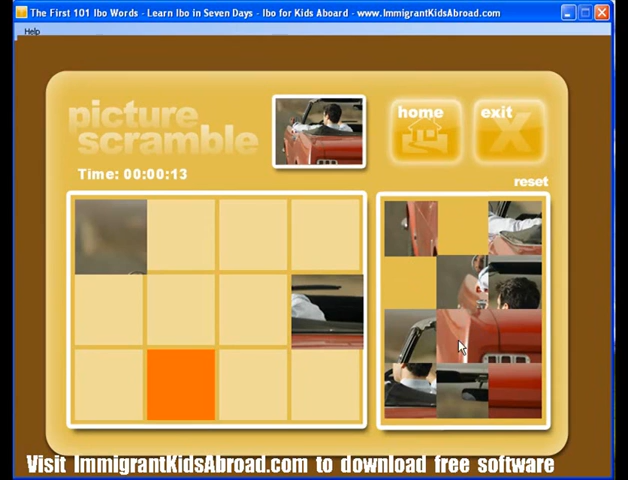 The First 101 Ibo Words - Learn Ibo in Seven Days - Ibo for Kids Aboard - www.ImmigrantKidsAbroad.com
Help
picture
scramble
home
exit
Time: 00:00:13
reset
Visit ImmigrantKidsAbroad.com to download free software